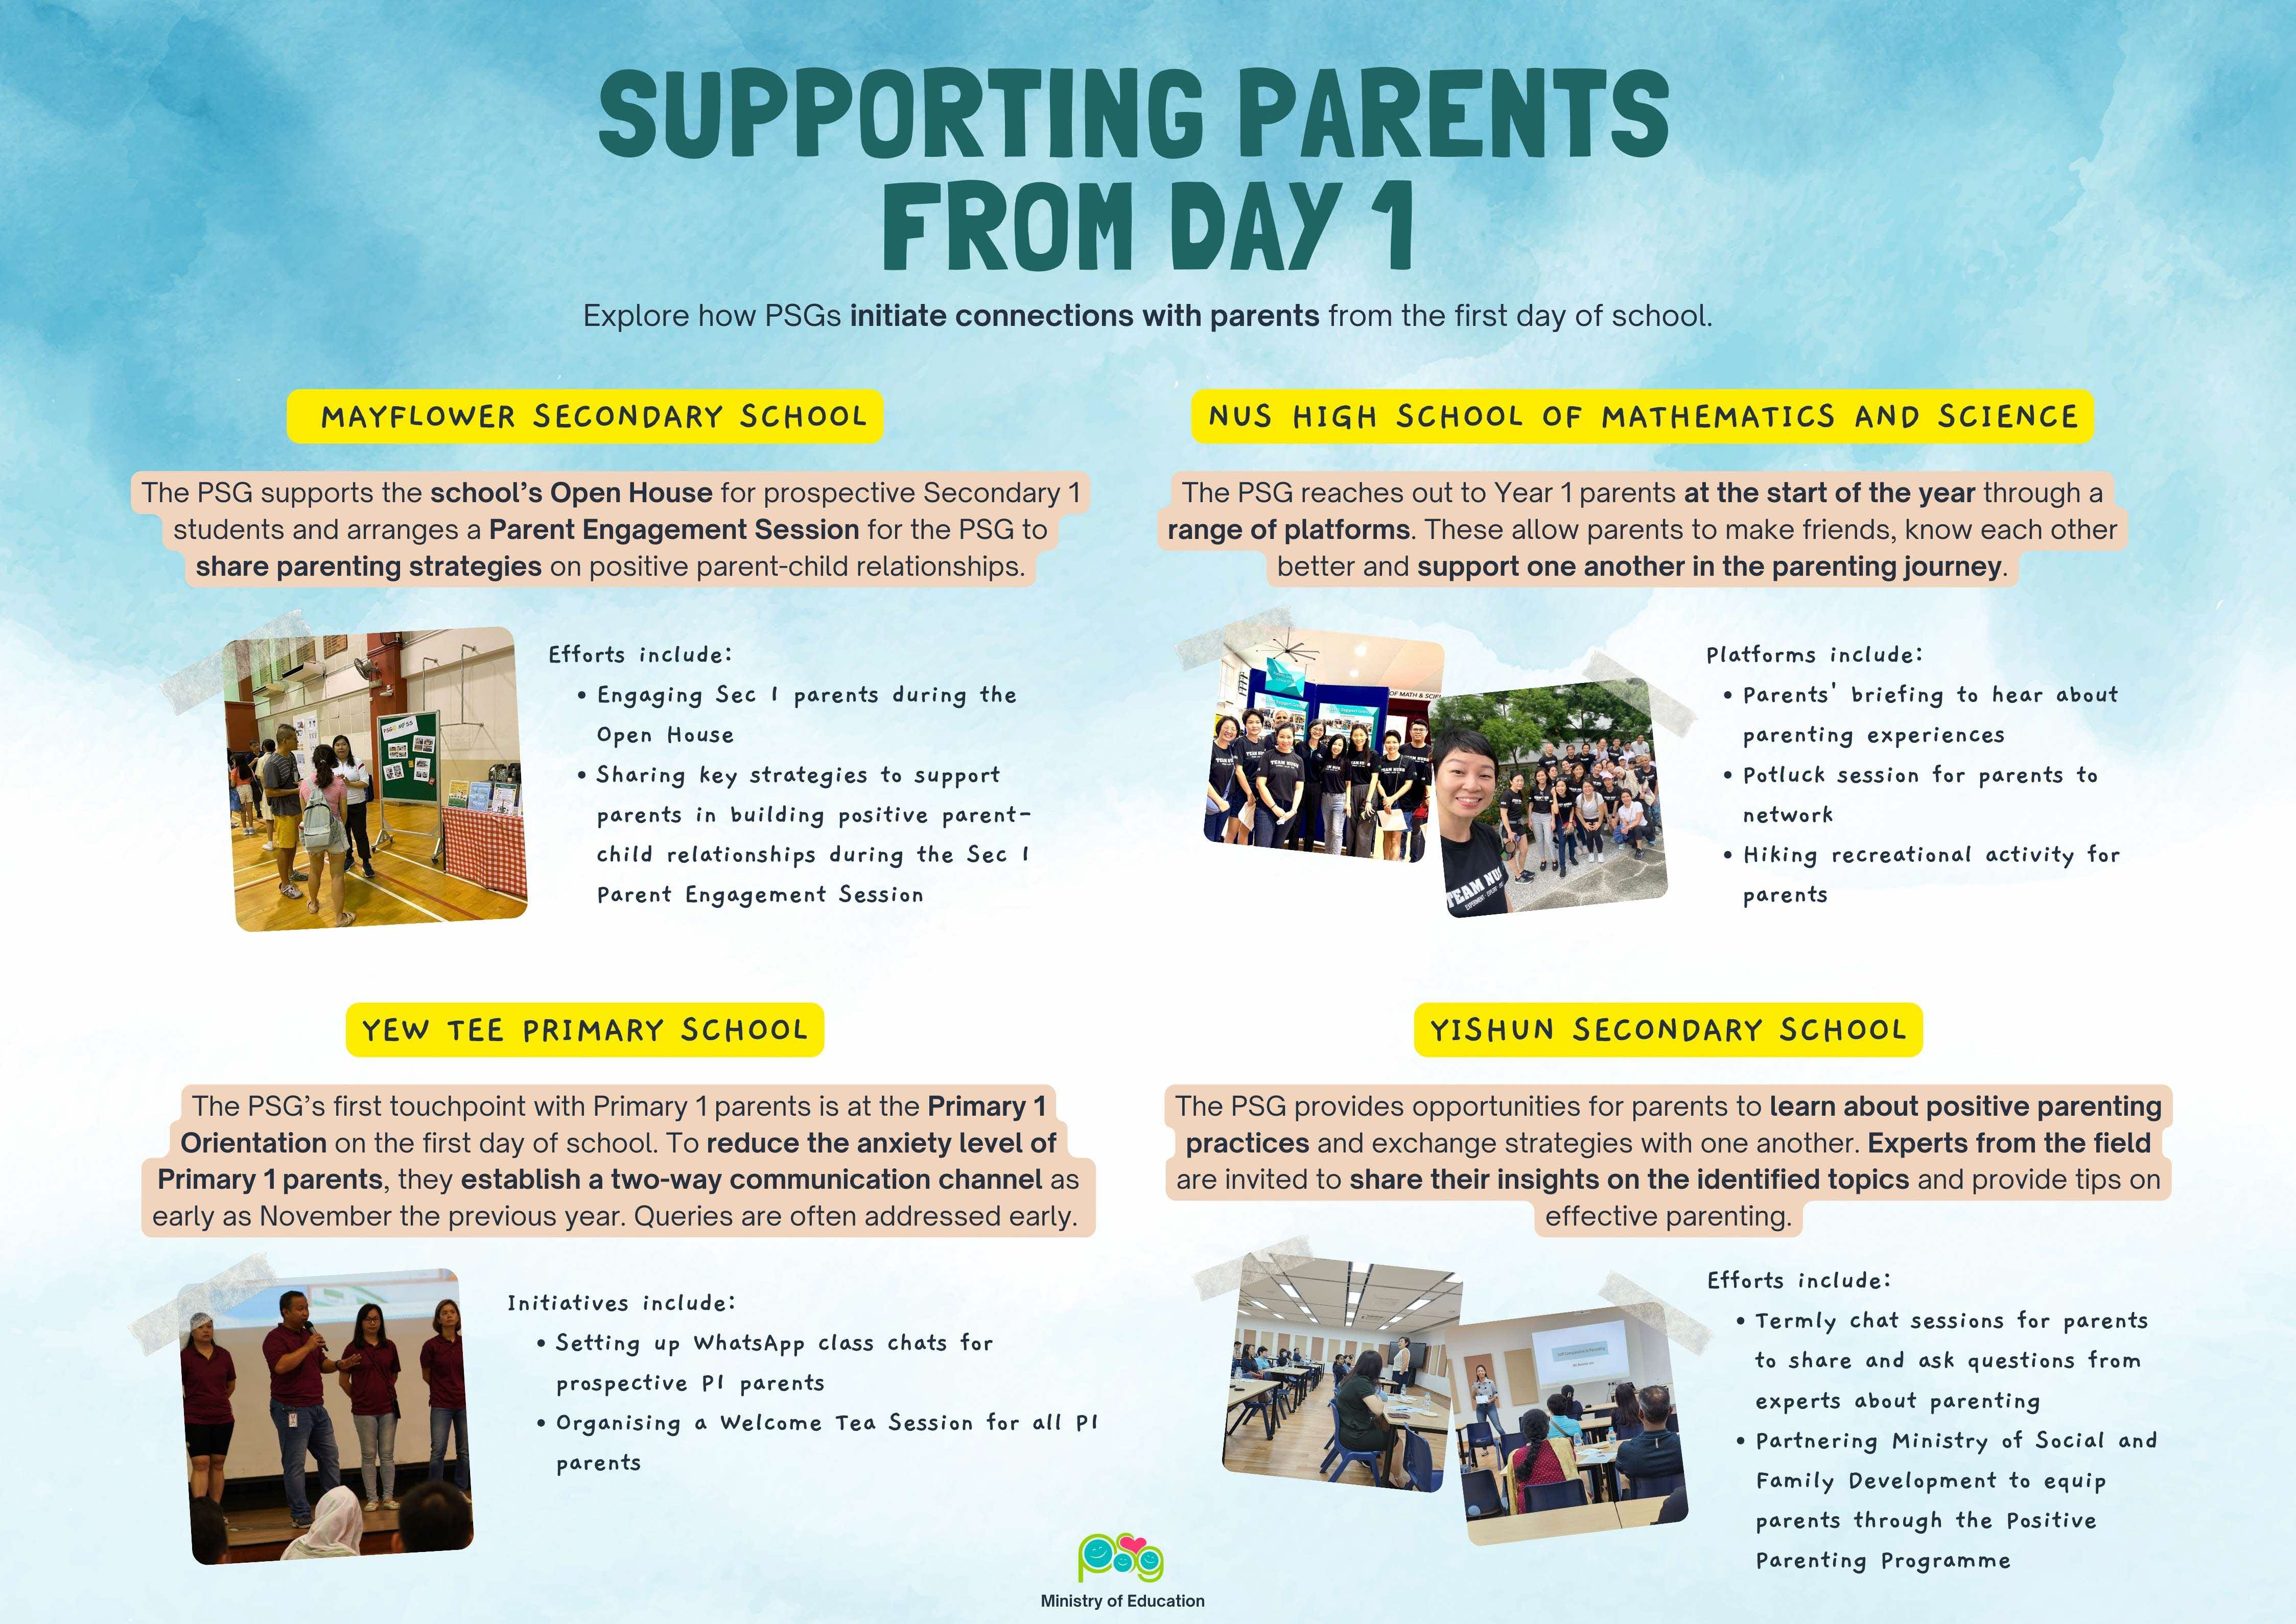 SUPPORTING PARENTS
FROM DAY 1
Explore how PSGs initiate connections with parents from the first day of school.
MAYFLOWER SECONDARY SCHOOL
The PSG supports the school's Open House for prospective Secondary 1
students and arranges a Parent Engagement Session for the PSG to
share parenting strategies on positive parent-child relationships.
Efforts include:
• Engaging Sec 1 parents during the
Open House
• Sharing key strategies to support
parents in building positive parent-
child relationships during the Sec 1
Parent Engagement Session
NUS HIGH SCHOOL OF MATHEMATICS AND SCIENCE
The PSG reaches out to Year 1 parents at the start of the year through a
range of platforms. These allow parents to make friends, know each other
better and support one another in the parenting journey.
OF MATH & SCIE
TEAM NUS
Platforms include:
• Parents' briefing to hear about
parenting experiences
• Potluck session for parents to
network
• Hiking recreational activity for
parents
YEW TEE PRIMARY SCHOOL
The PSG's first touchpoint with Primary 1 parents is at the Primary 1
Orientation on the first day of school. To reduce the anxiety level of
Primary 1 parents, they establish a two-way communication channel as
early as November the previous year. Queries are often addressed early.
Initiatives include:
• Setting up WhatsApp class chats for
prospective P1 parents
• Organising a Welcome Tea Session for all P1
parents
YISHUN SECONDARY SCHOOL
The PSG provides opportunities for parents to learn about positive parenting
practices and exchange strategies with one another. Experts from the field
are invited to share their insights on the identified topics and provide tips on
effective parenting.
Efforts include:
• Termly chat sessions for parents
to share and ask questions from
experts about parenting
• Partnering Ministry of Social and
Family Development to equip
parents through the Positive
Parenting Programme
psg
Ministry of Education